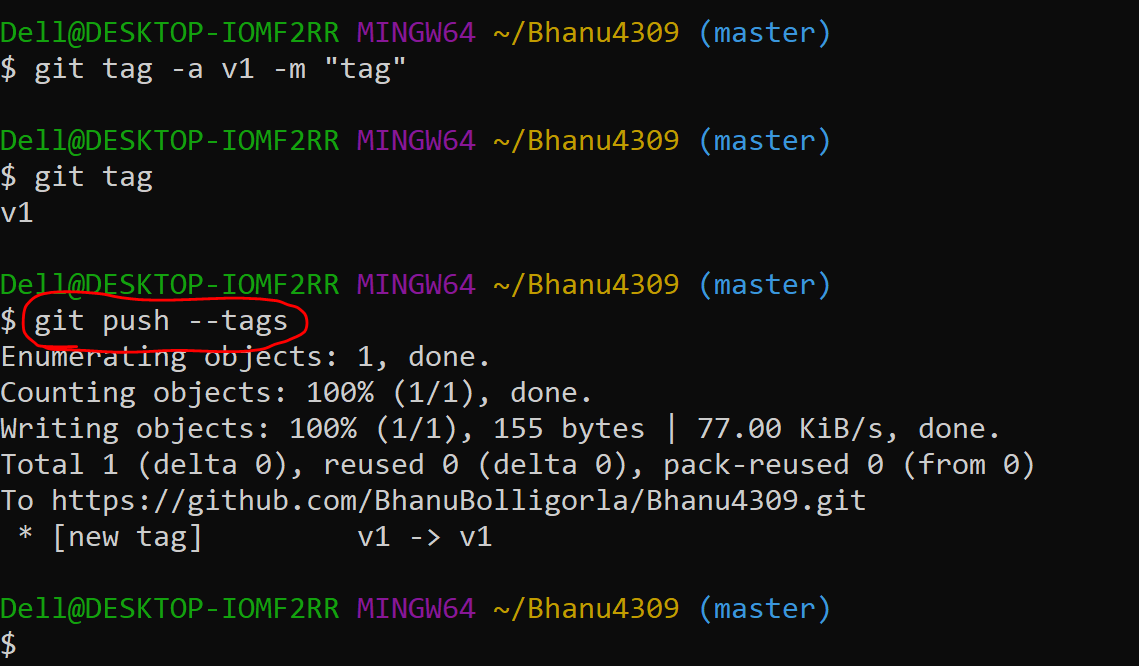 Dell@DESKTOP-IOMF2RR MINGW64 ~/Bhanu4309 (master)
$ git tag -a v1 -m "tag"
Dell@DESKTOP-IOMF2RR MINGW64 ~/Bhanu4309 (master)
$ git tag
v1
Dell@DESKTOP-IOMF2RR MINGW64 ~/Bhanu4309 (master)
$ git push --tags
Enumerating objects: 1, done.
Counting objects: 100% (1/1), done.
Writing objects: 100% (1/1), 155 bytes | 77.00 KiB/s, done.
Total 1 (delta 0), reused 0 (delta 0), pack-reused 0 (from 0)
To https://github.com/BhanuBolligorla/Bhanu4309.git
 * [new tag]         v1 -> v1
Dell@DESKTOP-IOMF2RR MINGW64 ~/Bhanu4309 (master)
$